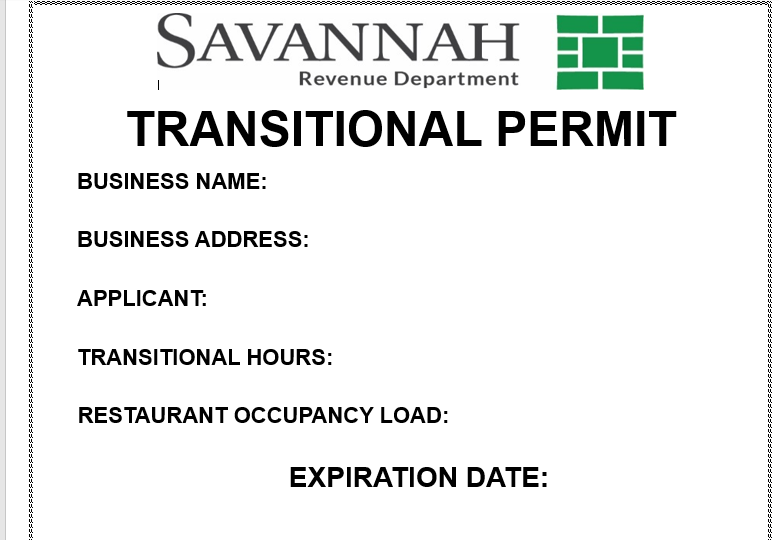 SAVANNAH
Revenue Department
TRANSITIONAL PERMIT
BUSINESS NAME:
BUSINESS ADDRESS:
APPLICANT:
TRANSITIONAL HOURS:
RESTAURANT OCCUPANCY LOAD:
EXPIRATION DATE: